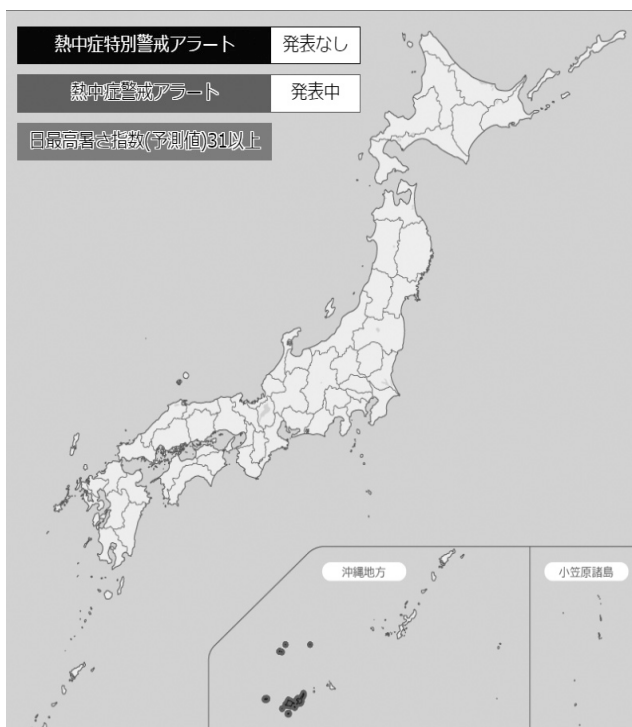 熱中症特別警戒アラート 発表なし
熱中症警戒アラート 発表中
日最高暑さ指数(予測値)31以上
沖縄地方
小笠原諸島